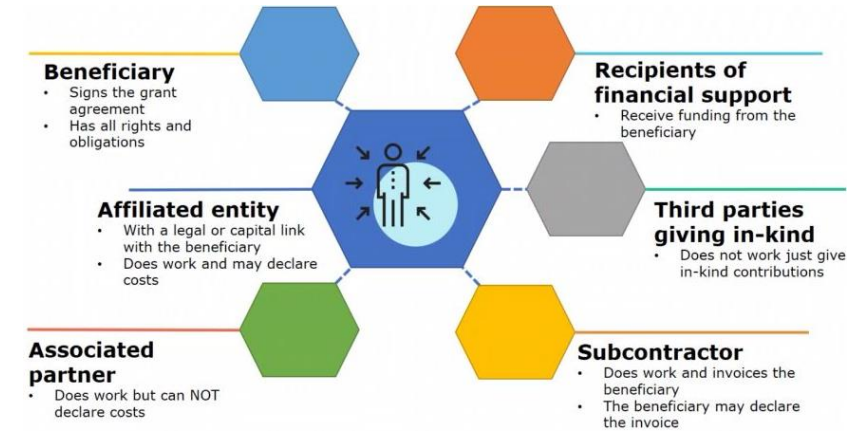 Beneficiary
• Signs the grant
agreement
• Has all rights and
obligations
Affiliated entity
• With a legal or capital link
with the beneficiary
• Does work and may declare
costs
Associated
partner
• Does work but can NOT
declare costs
Recipients of
financial support
• Receive funding from the
beneficiary
Third parties
giving in-kind
• Does not work just give
in-kind contributions
Subcontractor
• Does work and invoices the
beneficiary
• The beneficiary may declare
the invoice